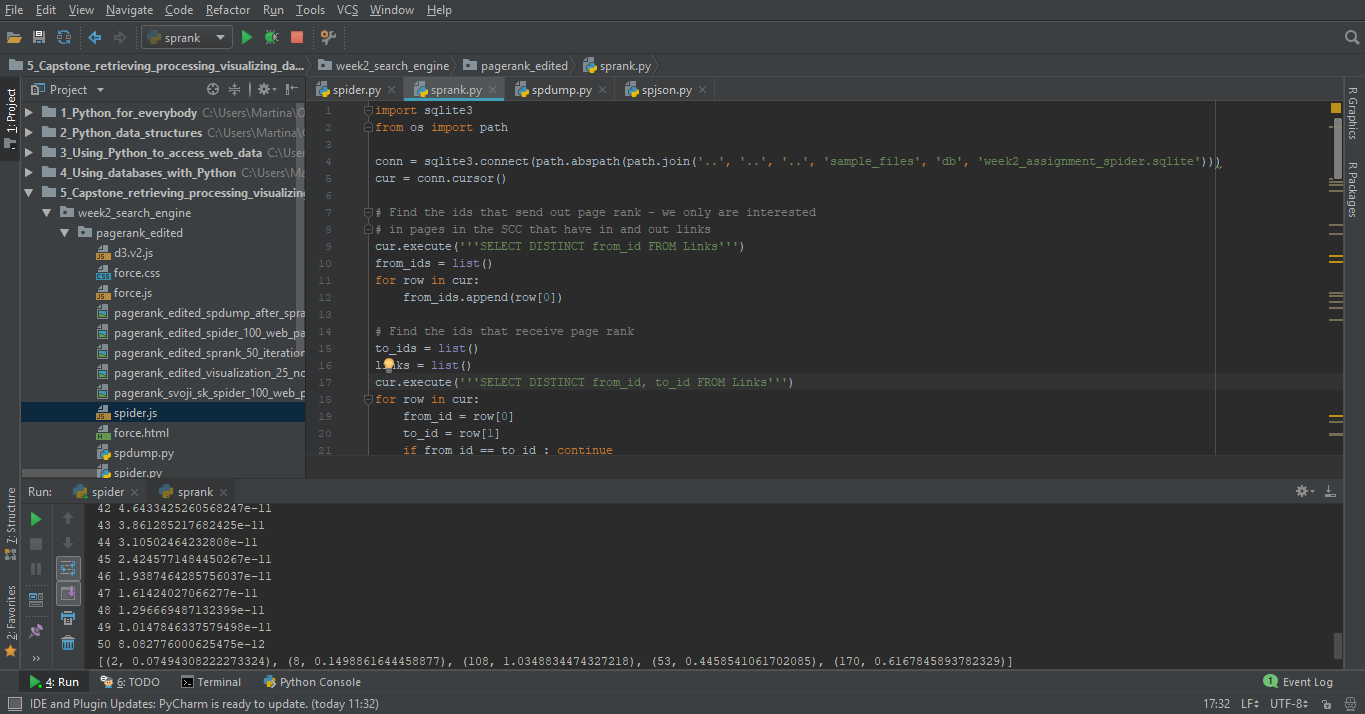 File Edit View Navigate Code Refactor Run Tools VCS Window Help
sprank
5_Capstone_retrieving_processing_visualizing_da... week2_search_engine pagerank_edited sprank.py
1: Project
Project
spider.py sprank.py spdump.py spjson.py
1_Python_for_everybody C:\Users\Martina\O
2_Python_data_structures C:\Users\Martina\
3_Using_Python_to_access_web_data C:\Use
4_Using_databases_with_Python C:\Users\M
5_Capstone_retrieving_processing_visualizin
week2_search_engine
pagerank_edited
d3.v2.js
force.css
force.js
pagerank_edited_spdump_after_spra
pagerank_edited_spider_100_web_pa
pagerank_edited_sprank_50_iteration
pagerank_edited_visualization_25_no
pagerank_svoji_sk_spider_100_web_p
spider.js
force.html
spdump.py
spider.py
1 import sqlite3
2 from os import path
3
4 conn = sqlite3.connect(path.abspath(path.join('..', '..', '..', 'sample_files', 'db', 'week2_assignment_spider.sqlite')))
5 cur = conn.cursor()
6
7 # Find the ids that send out page rank - we only are interested
8 # in pages in the SCC that have in and out links
9 cur.execute('''SELECT DISTINCT from_id FROM Links''')
10 from_ids = list()
11 for row in cur:
12 from_ids.append(row[0])
13
14 # Find the ids that receive page rank
15 to_ids = list()
16 links = list()
17 cur.execute('''SELECT DISTINCT from_id, to_id FROM Links''')
18 for row in cur:
19 from_id = row[0]
20 to_id = row[1]
21 if from_id == to_id : continue
R Graphics
R Packages
7: Structure
2: Favorites
Run: spider sprank
42 4.6433425260568247e-11
43 3.861285217682425e-11
44 3.10502464232808e-11
45 2.4245771484450267e-11
46 1.9387464285756037e-11
47 1.61424027066277e-11
48 1.296669487132399e-11
49 1.0147846337579498e-11
50 8.082776000625475e-12
[(2, 0.07494308222273324), (8, 0.1498861644458877), (108, 1.0348834474327218), (53, 0.4458541061702085), (170, 0.6167845893782329)]
4: Run 6: TODO Terminal Python Console 1 Event Log
IDE and Plugin Updates: PyCharm is ready to update. (today 11:32) 17:32 LF UTF-8